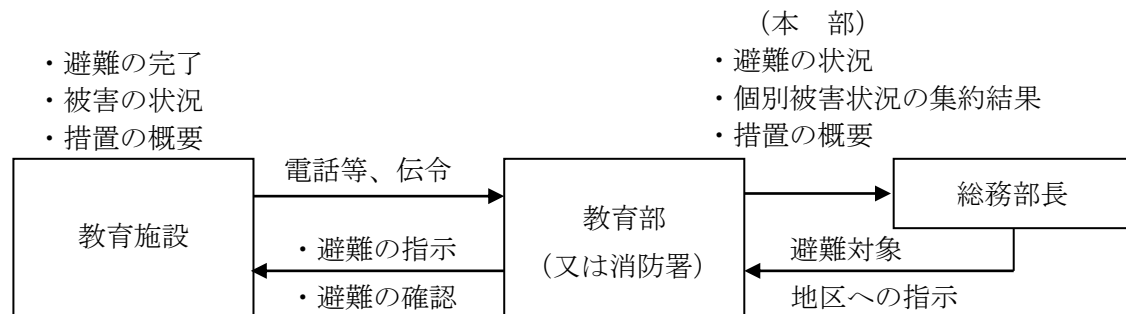 （本　部）
・避難の完了
・被害の状況
・措置の概要
・避難の状況
・個別被害状況の集約結果
・措置の概要
教育施設
電話等、伝令
・避難の指示
・避難の確認
教育部
（又は消防署）
総務部長
避難対象
地区への指示